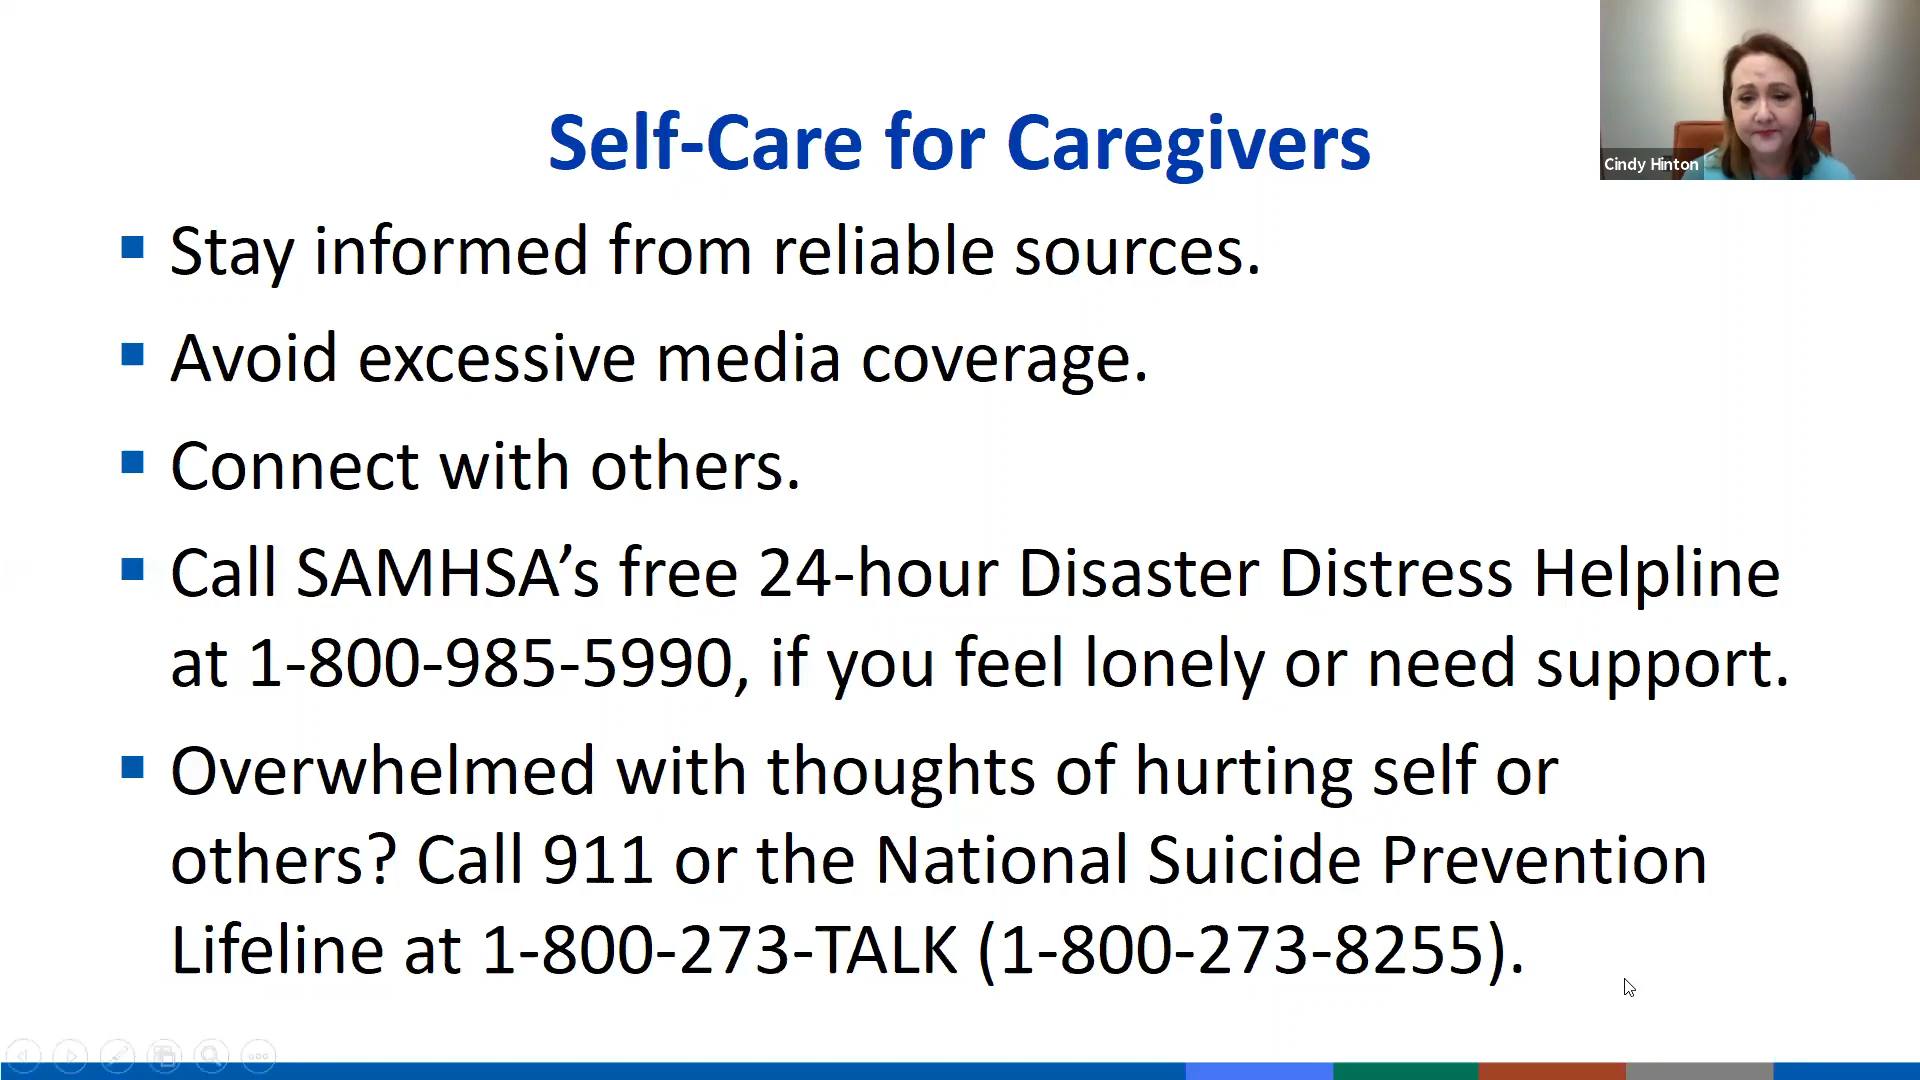 Self-Care for Caregivers
Cindy Hinton
Stay informed from reliable sources.
Avoid excessive media coverage.
Connect with others.
Call SAMHSA’s free 24-hour Disaster Distress Helpline
at 1-800-985-5990, if you feel lonely or need support.
Overwhelmed with thoughts of hurting self or
others? Call 911 or the National Suicide Prevention
Lifeline at 1-800-273-TALK (1-800-273-8255).